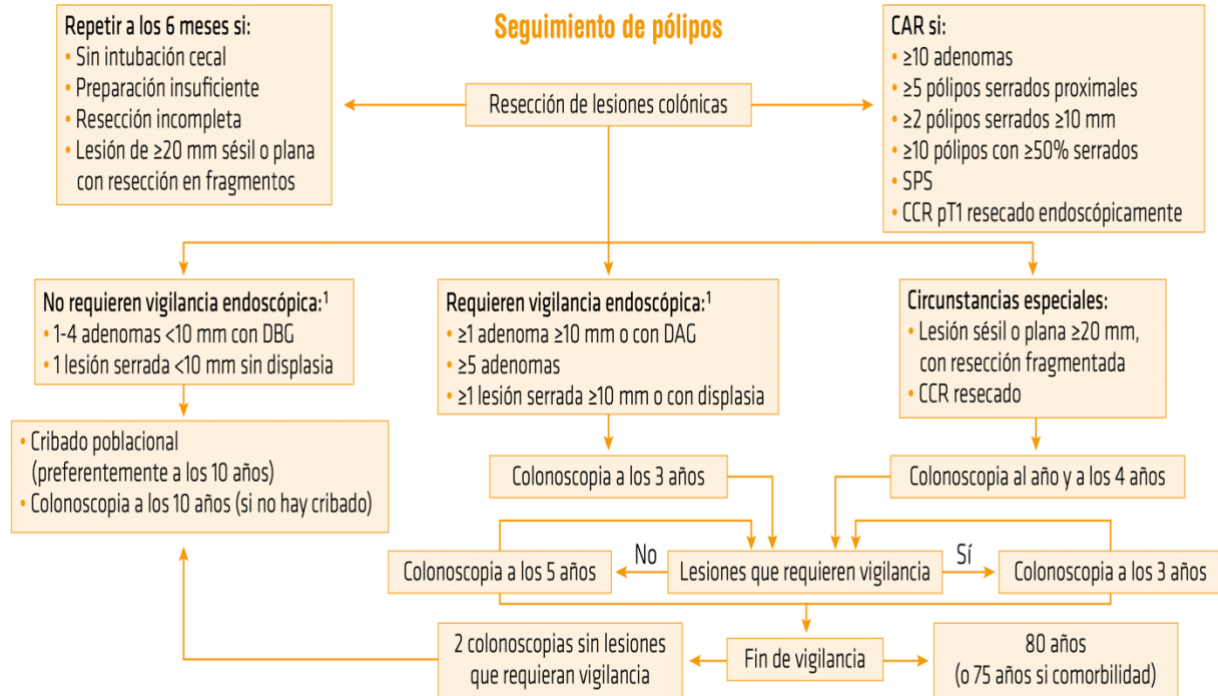 Seguimiento de pólipos
Repetir a los 6 meses si:
• Sin intubación cecal
• Preparación insuficiente
• Resección incompleta
• Lesión de ≥20 mm sésil o plana
con resección en fragmentos
Resección de lesiones colónicas
CAR si:
• ≥10 adenomas
• ≥5 pólipos serrados proximales
• ≥2 pólipos serrados ≥10 mm
• ≥10 pólipos con ≥50% serrados
• SPS
• CCR pT1 resecado endoscópicamente
No requieren vigilancia endoscópica:¹
• 1-4 adenomas <10 mm con DBG
• 1 lesión serrada <10 mm sin displasia
Requieren vigilancia endoscópica:¹
• ≥1 adenoma ≥10 mm o con DAG
• ≥5 adenomas
• ≥1 lesión serrada ≥10 mm o con displasia
Circunstancias especiales:
• Lesión sésil o plana ≥20 mm,
con resección fragmentada
• CCR resecado
• Cribado poblacional
(preferentemente a los 10 años)
• Colonoscopia a los 10 años (si no hay cribado)
Colonoscopia a los 3 años
Colonoscopia al año y a los 4 años
Colonoscopia a los 5 años
No
Lesiones que requieren vigilancia
Sí
Colonoscopia a los 3 años
2 colonoscopias sin lesiones
que requieran vigilancia
Fin de vigilancia
80 años
(o 75 años si comorbilidad)